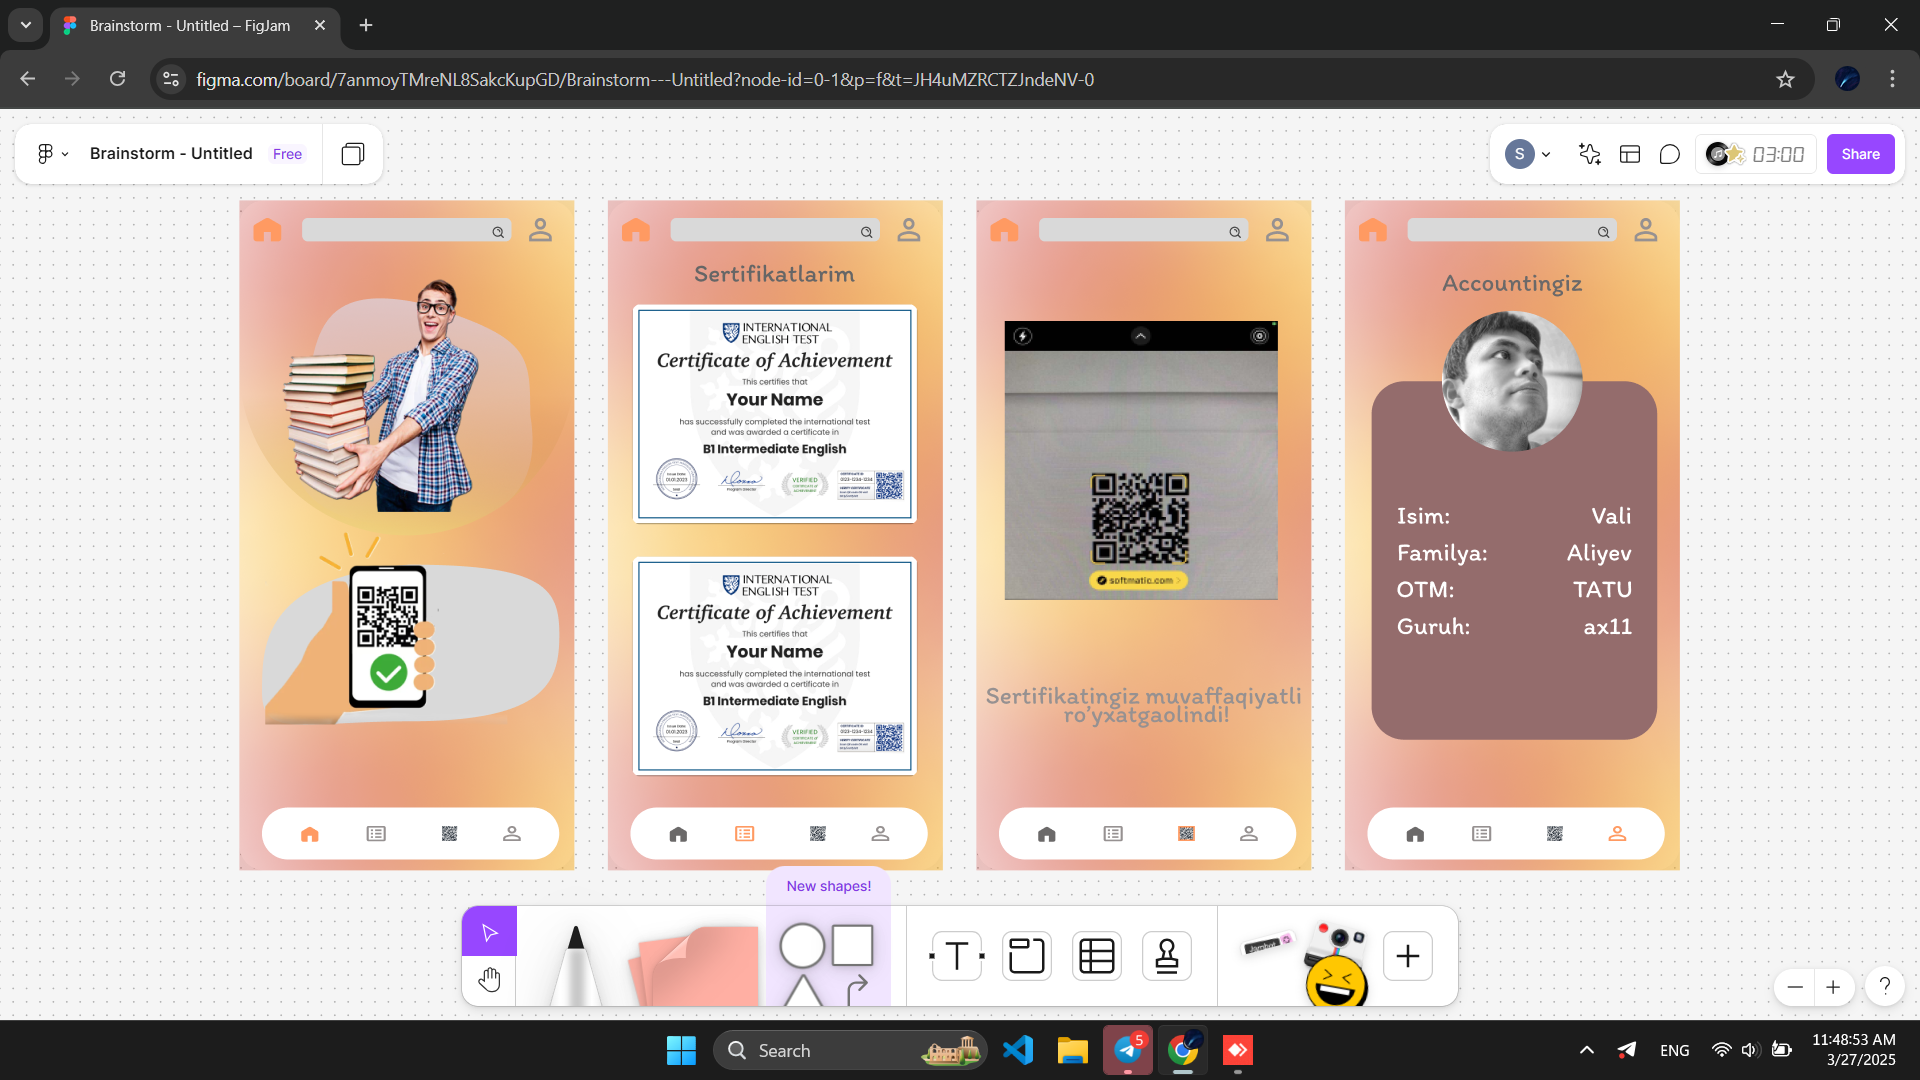 Brainstorm - Untitled – FigJam
figma.com/board/7anmoyTMreNL8SakcKupGD/Brainstorm---Untitled?node-id=0-1&p=f&t=JH4uMZRCTZJndeNV-0
Brainstorm - Untitled
Free
S
03:00
Share
Sertifikatlarim
INTERNATIONAL
ENGLISH TEST
Certificate of Achievement
This certifies that
Your Name
has successfully completed the international test
and was awarded a certificate in
B1 Intermediate English
VERIFIED
INTERNATIONAL
ENGLISH TEST
Certificate of Achievement
This certifies that
Your Name
has successfully completed the international test
and was awarded a certificate in
B1 Intermediate English
VERIFIED
softmatic.com
Sertifikatingiz muvaffaqiyatli
ro'yxatgaolindi!
Accountingiz
Isim: Vali
Familya: Aliyev
OTM: TATU
Guruh: ax11
New shapes!
T
Jambot
?
Search
5
ENG
11:48:53 AM
3/27/2025